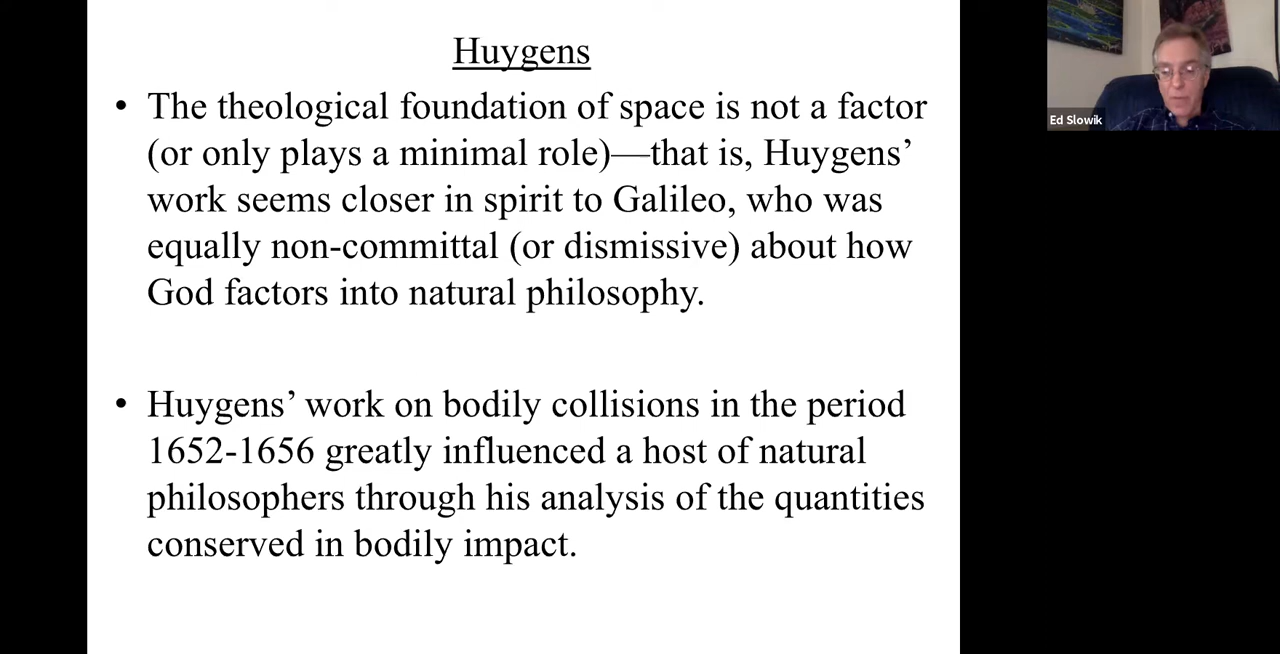 Huygens
• The theological foundation of space is not a factor
(or only plays a minimal role)—that is, Huygens’
work seems closer in spirit to Galileo, who was
equally non-committal (or dismissive) about how
God factors into natural philosophy.
• Huygens’ work on bodily collisions in the period
1652-1656 greatly influenced a host of natural
philosophers through his analysis of the quantities
conserved in bodily impact.
Ed Slowik